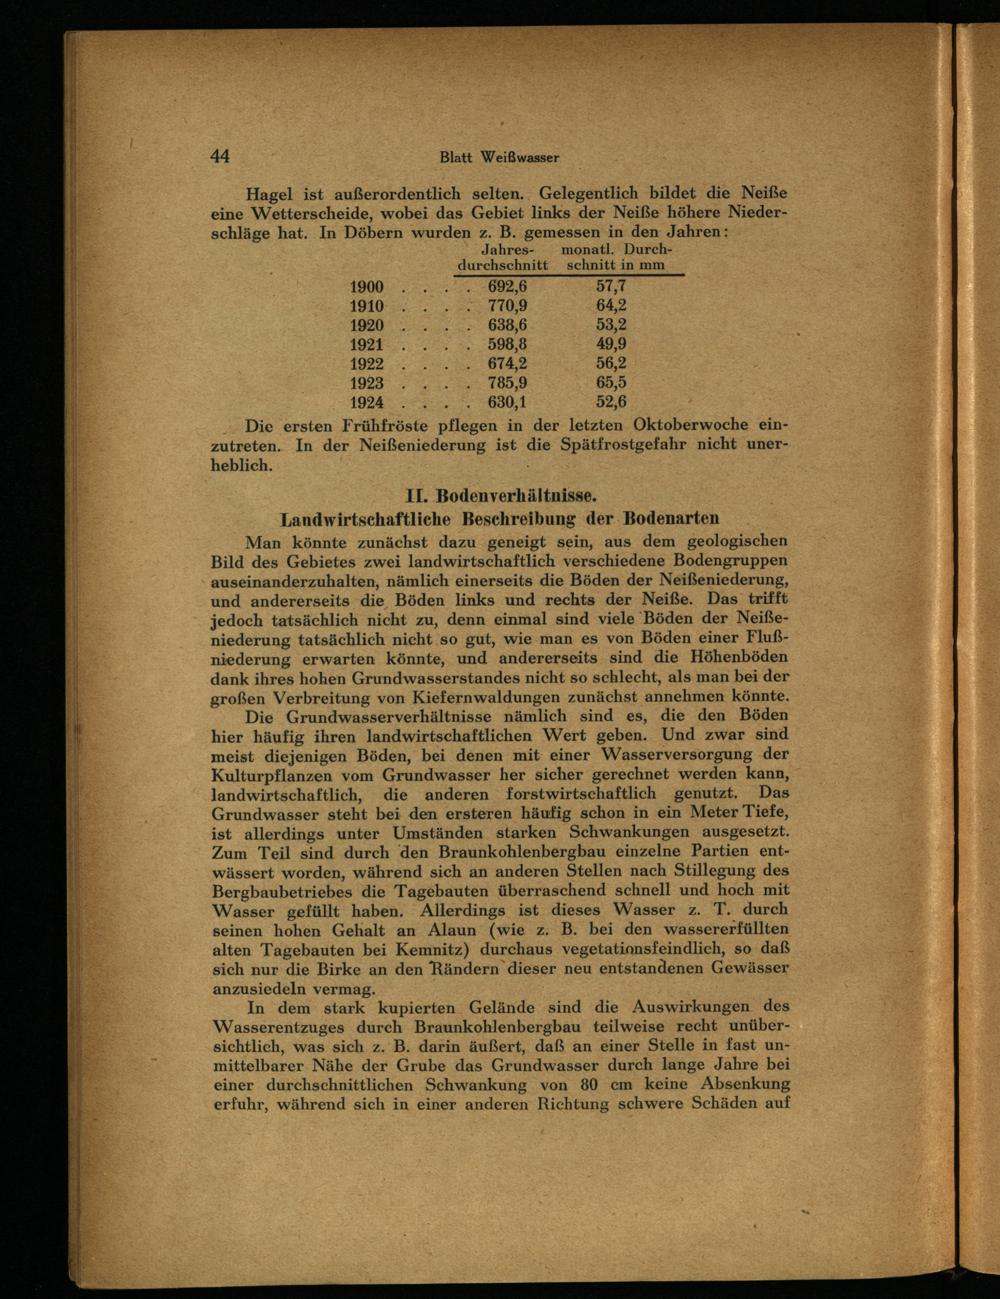 44
Blatt Weißwasser
Hagel ist außerordentlich selten. Gelegentlich bildet die Neiße
eine Wetterscheide, wobei das Gebiet links der Neiße höhere Nieder-
schläge hat. In Döbern wurden z. B. gemessen in den Jahren:
Jahres- monatl. Durch-
durchschnitt schnitt in mm
1900 . . . . 692,6 57,7
1910 . . . . 770,9 64,2
1920 . . . . 638,6 53,2
1921 . . . . 598,8 49,9
1922 . . . . 674,2 56,2
1923 . . . . 785,9 65,5
1924 . . . . 630,1 52,6
Die ersten Frühfröste pflegen in der letzten Oktoberwoche ein-
zutreten. In der Neißeniederung ist die Spätfrostgefahr nicht uner-
heblich.
II. Bodenverhältnisse.
Landwirtschaftliche Beschreibung der Bodenarten
Man könnte zunächst dazu geneigt sein, aus dem geologischen
Bild des Gebietes zwei landwirtschaftlich verschiedene Bodengruppen
auseinanderzuhalten, nämlich einerseits die Böden der Neißeniederung,
und andererseits die Böden links und rechts der Neiße. Das trifft
jedoch tatsächlich nicht zu, denn einmal sind viele Böden der Neiße-
niederung tatsächlich nicht so gut, wie man es von Böden einer Fluß-
niederung erwarten könnte, und andererseits sind die Höhenböden
dank ihres hohen Grundwasserstandes nicht so schlecht, als man bei der
großen Verbreitung von Kiefernwaldungen zunächst annehmen könnte.
Die Grundwasserverhältnisse nämlich sind es, die den Böden
hier häufig ihren landwirtschaftlichen Wert geben. Und zwar sind
meist diejenigen Böden, bei denen mit einer Wasserversorgung der
Kulturpflanzen vom Grundwasser her sicher gerechnet werden kann,
landwirtschaftlich, die anderen forstwirtschaftlich genutzt. Das
Grundwasser steht bei den ersteren häufig schon in ein Meter Tiefe,
ist allerdings unter Umständen starken Schwankungen ausgesetzt.
Zum Teil sind durch den Braunkohlenbergbau einzelne Partien ent-
wässert worden, während sich an anderen Stellen nach Stillegung des
Bergbaubetriebes die Tagebauten überraschend schnell und hoch mit
Wasser gefüllt haben. Allerdings ist dieses Wasser z. T. durch
seinen hohen Gehalt an Alaun (wie z. B. bei den wassererfüllten
alten Tagebauten bei Kemnitz) durchaus vegetationsfeindlich, so daß
sich nur die Birke an den Rändern dieser neu entstandenen Gewässer
anzusiedeln vermag.
In dem stark kupierten Gelände sind die Auswirkungen des
Wasserentzuges durch Braunkohlenbergbau teilweise recht unüber-
sichtlich, was sich z. B. darin äußert, daß an einer Stelle in fast un-
mittelbarer Nähe der Grube das Grundwasser durch lange Jahre bei
einer durchschnittlichen Schwankung von 80 cm keine Absenkung
erfuhr, während sich in einer anderen Richtung schwere Schäden auf